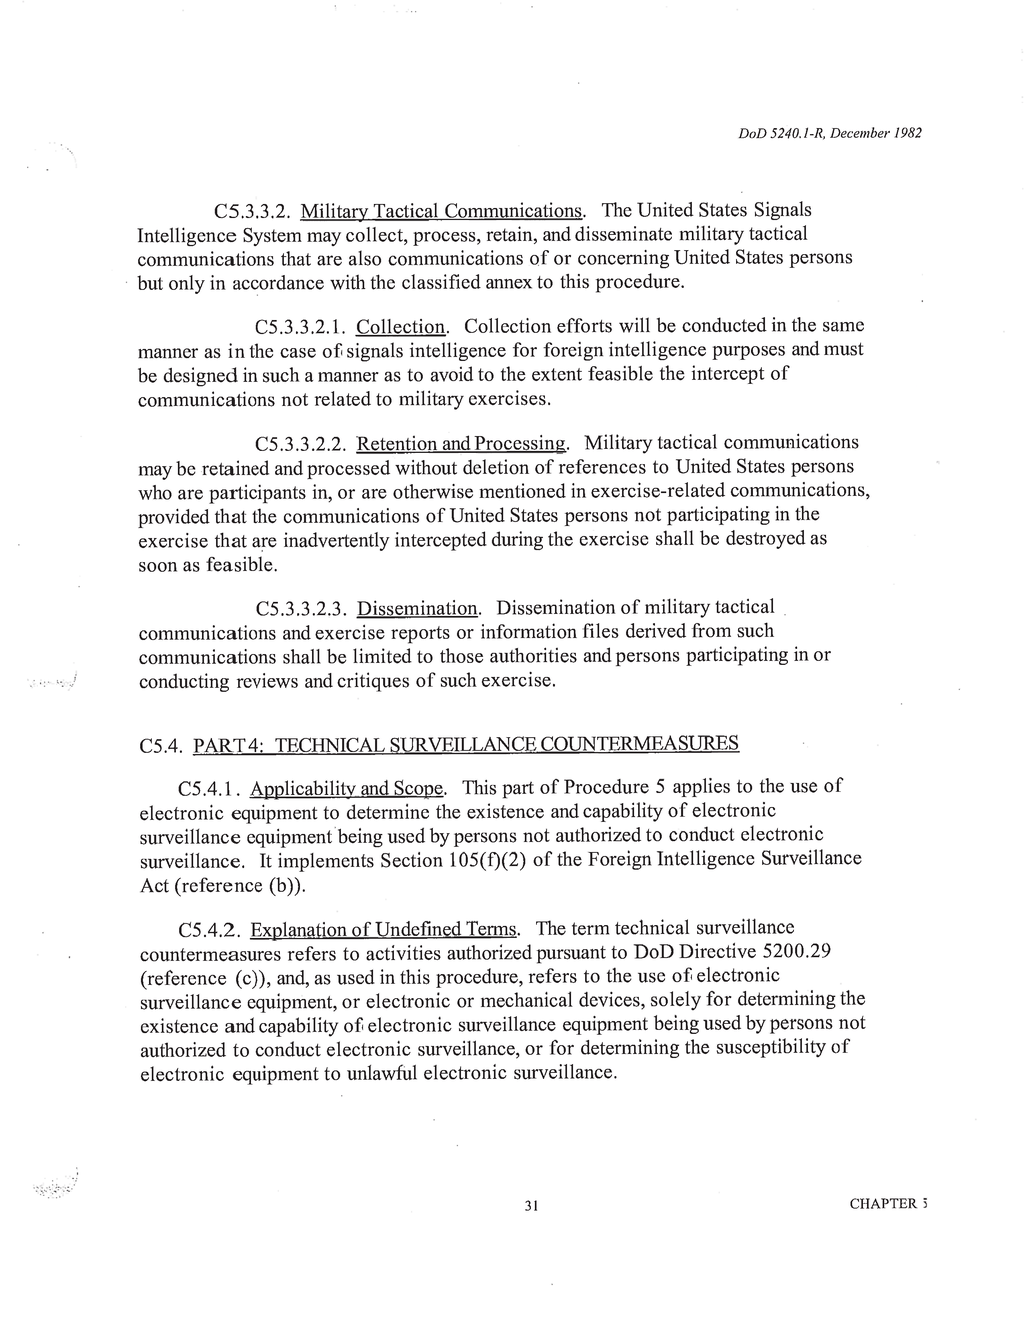 DoD 5240.1-R, December 1982
C5.3.3.2. Military Tactical Communications. The United States Signals
Intelligence System may collect, process, retain, and disseminate military tactical
communications that are also communications of or concerning United States persons
but only in accordance with the classified annex to this procedure.
C5.3.3.2.1. Collection. Collection efforts will be conducted in the same
manner as in the case of signals intelligence for foreign intelligence purposes and must
be designed in such a manner as to avoid to the extent feasible the intercept of
communications not related to military exercises.
C5.3.3.2.2. Retention and Processing. Military tactical communications
may be retained and processed without deletion of references to United States persons
who are participants in, or are otherwise mentioned in exercise-related communications,
provided that the communications of United States persons not participating in the
exercise that are inadvertently intercepted during the exercise shall be destroyed as
soon as feasible.
C5.3.3.2.3. Dissemination. Dissemination of military tactical
communications and exercise reports or information files derived from such
communications shall be limited to those authorities and persons participating in or
conducting reviews and critiques of such exercise.
C5.4. PART 4: TECHNICAL SURVEILLANCE COUNTERMEASURES
C5.4.1. Applicability and Scope. This part of Procedure 5 applies to the use of
electronic equipment to determine the existence and capability of electronic
surveillance equipment being used by persons not authorized to conduct electronic
surveillance. It implements Section 105(f)(2) of the Foreign Intelligence Surveillance
Act (reference (b)).
C5.4.2. Explanation of Undefined Terms. The term technical surveillance
countermeasures refers to activities authorized pursuant to DoD Directive 5200.29
(reference (c)), and, as used in this procedure, refers to the use of electronic
surveillance equipment, or electronic or mechanical devices, solely for determining the
existence and capability of electronic surveillance equipment being used by persons not
authorized to conduct electronic surveillance, or for determining the susceptibility of
electronic equipment to unlawful electronic surveillance.
31
CHAPTER 5